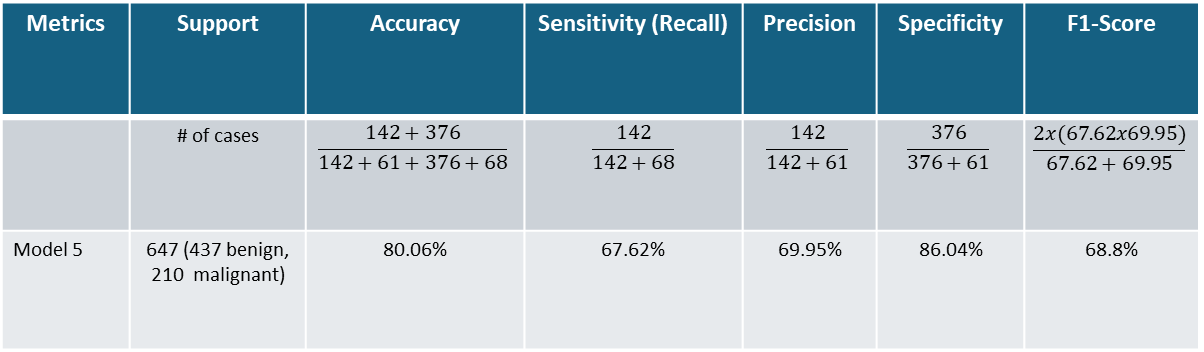 Metrics Support Accuracy Sensitivity (Recall) Precision Specificity F1-Score
# of cases
142 + 376
142 + 61 + 376 + 68
142
142 + 68
142
142 + 61
376
376 + 61
2x(67.62x69.95)
67.62 + 69.95
Model 5 647 (437 benign, 80.06% 67.62% 69.95% 86.04% 68.8%
210 malignant)